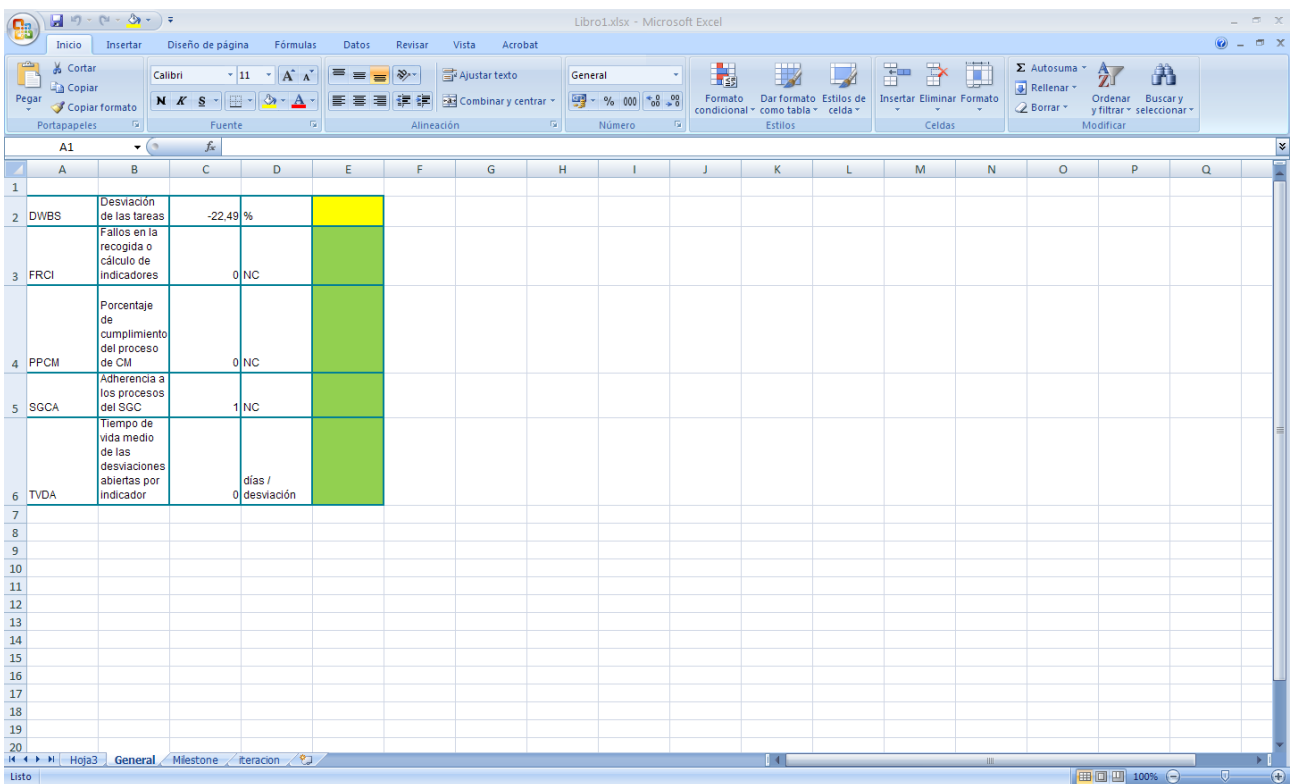 Libro1.xlsx - Microsoft Excel
Inicio Insertar Diseño de página Fórmulas Datos Revisar Vista Acrobat
Pegar
Cortar
Copiar
Copiar formato
Portapapeles
Calibri 11
N K S
Fuente
Ajustar texto
Combinar y centrar
Alineación
General
% 000
Número
Formato condicional
Dar formato como tabla
Estilos de celda
Estilos
Insertar Eliminar Formato
Celdas
Σ Autosuma
Rellenar
Borrar
Ordenar y filtrar
Buscar y seleccionar
Modificar
A1 fx
A B C D E F G H I J K L M N O P Q
1
2 DWBS Desviación de las tareas -22,49 %
3 FRCI Fallos en la recogida o cálculo de indicadores 0 NC
4 PPCM Porcentaje de cumplimiento del proceso de CM 0 NC
5 SGCA Adherencia a los procesos del SGC 1 NC
6 TVDA Tiempo de vida medio de las desviaciones abiertas por indicador 0 días / desviación
7
8
9
10
11
12
13
14
15
16
17
18
19
20
Hoja3 General Milestone iteracion
Listo 100%